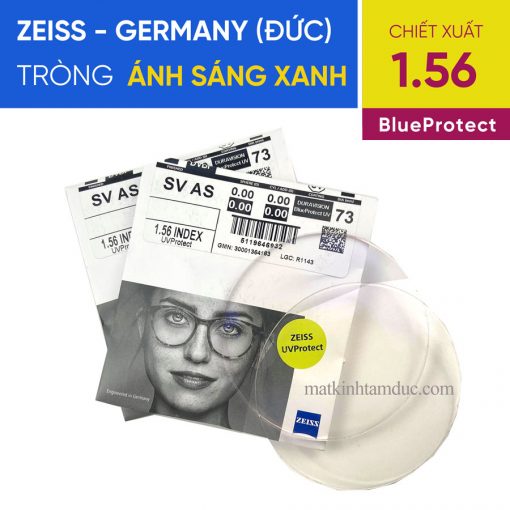 ZEISS - GERMANY (ĐỨC)
TRÒNG ÁNH SÁNG XANH
CHIẾT XUẤT
1.56
BlueProtect
73
SV AS
1.56 INDEX
UVProtect
SV AS
0.00 0.00
0.00 0.00
DURAVISION
BlueProtect UV
73
1.56 INDEX
UVProtect
5119646932
GMN: 30001364183
LGC: R1143
ZEISS
UVProtect
matkinhtamduc.com
Engineered in Germany
ZEISS